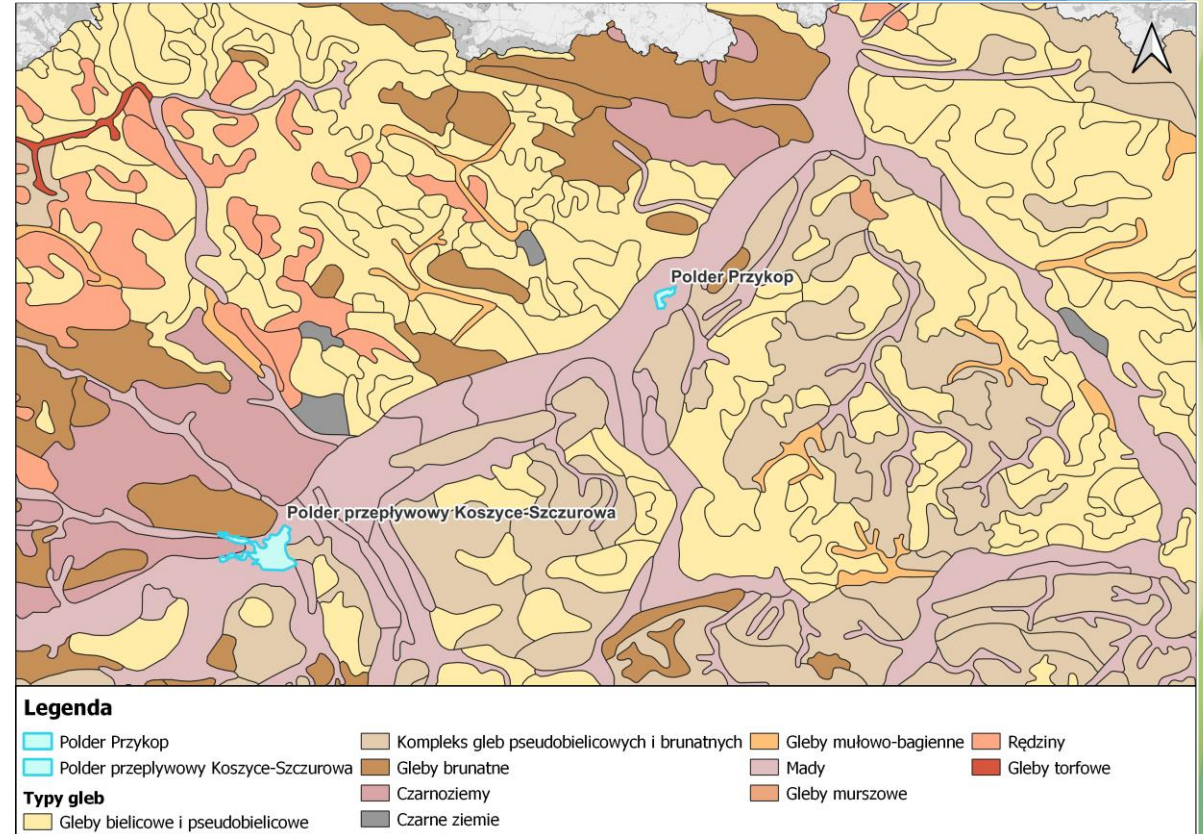 Polder Przykop
Polder przepływowy Koszyce-Szczurowa
Legenda
Polder Przykop
Polder przeplywowy Koszyce-Szczurowa
Typy gleb
Gleby bielicowe i pseudobielicowe
Kompleks gleb pseudobielicowych i brunatnych
Gleby brunatne
Czarnoziemy
Czarne ziemie
Gleby mułowo-bagienne
Mady
Gleby murszowe
Rędziny
Gleby torfowe